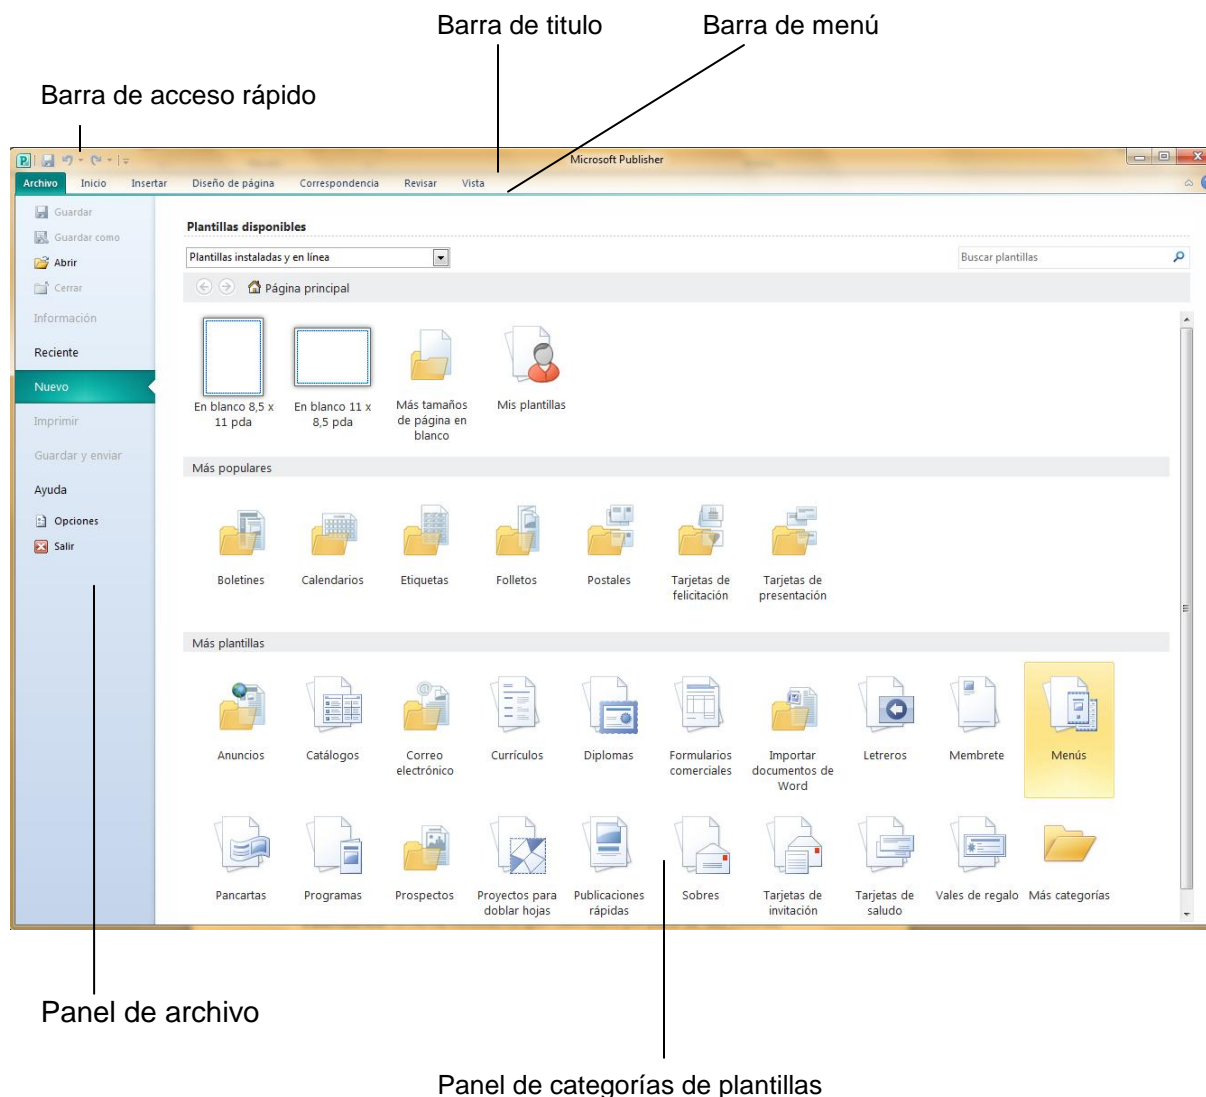 Barra de titulo
Barra de menú
Barra de acceso rápido
Microsoft Publisher
Archivo Inicio Insertar Diseño de página Correspondencia Revisar Vista
Guardar
Guardar como
Abrir
Cerrar
Información
Reciente
Nuevo
Imprimir
Guardar y enviar
Ayuda
Opciones
Salir
Plantillas disponibles
Plantillas instaladas y en línea
Buscar plantillas
Página principal
En blanco 8,5 x
11 pda
En blanco 11 x
8,5 pda
Más tamaños
de página en
blanco
Mis plantillas
Más populares
Boletines
Calendarios
Etiquetas
Folletos
Postales
Tarjetas de
felicitación
Tarjetas de
presentación
Más plantillas
Anuncios
Catálogos
Correo
electrónico
Currículos
Diplomas
Formularios
comerciales
Importar
documentos de
Word
Letreros
Membrete
Menús
Pancartas
Programas
Prospectos
Proyectos para
doblar hojas
Publicaciones
rápidas
Sobres
Tarjetas de
invitación
Tarjetas de
saludo
Vales de regalo
Más categorías
Panel de archivo
Panel de categorías de plantillas